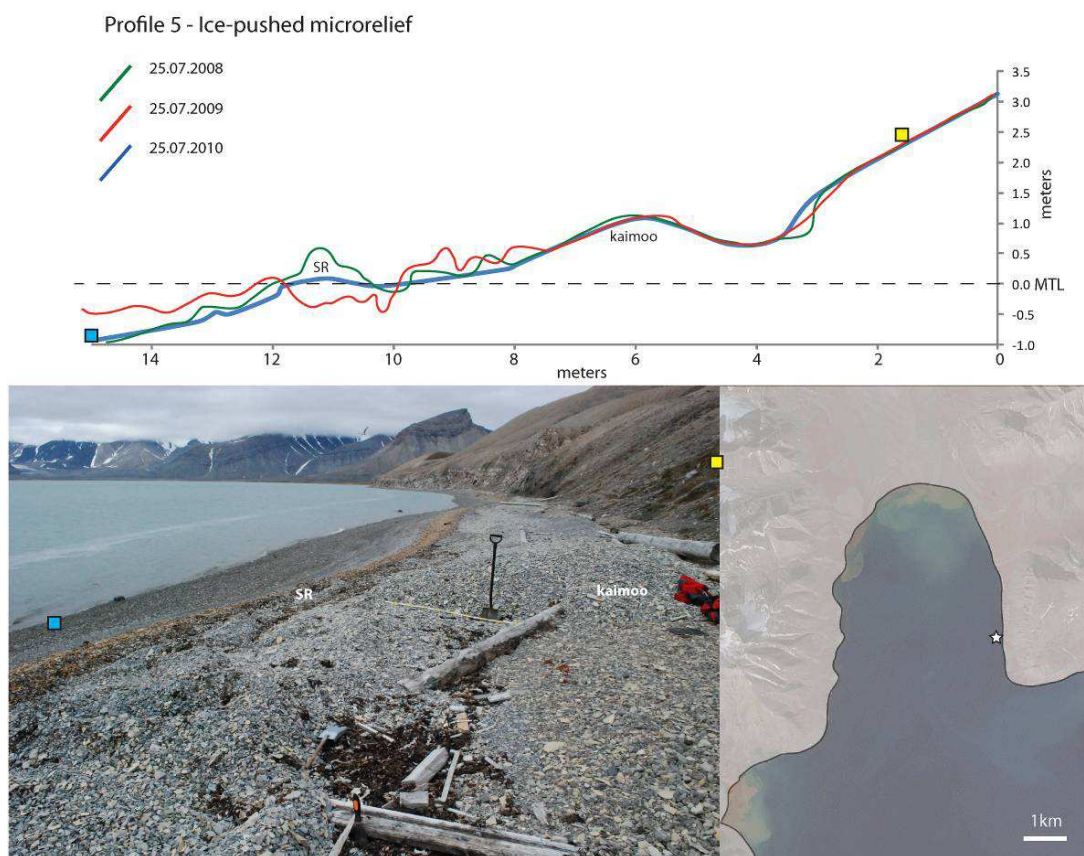 Profile 5 - Ice-pushed microrelief
25.07.2008
25.07.2009
25.07.2010
SR
kaimoo
3.5
3.0
2.5
2.0
1.5
1.0
0.5
0.0 MTL
-0.5
-1.0
meters
14 12 10 8 6 4 2 0
meters
SR
kaimoo
1km